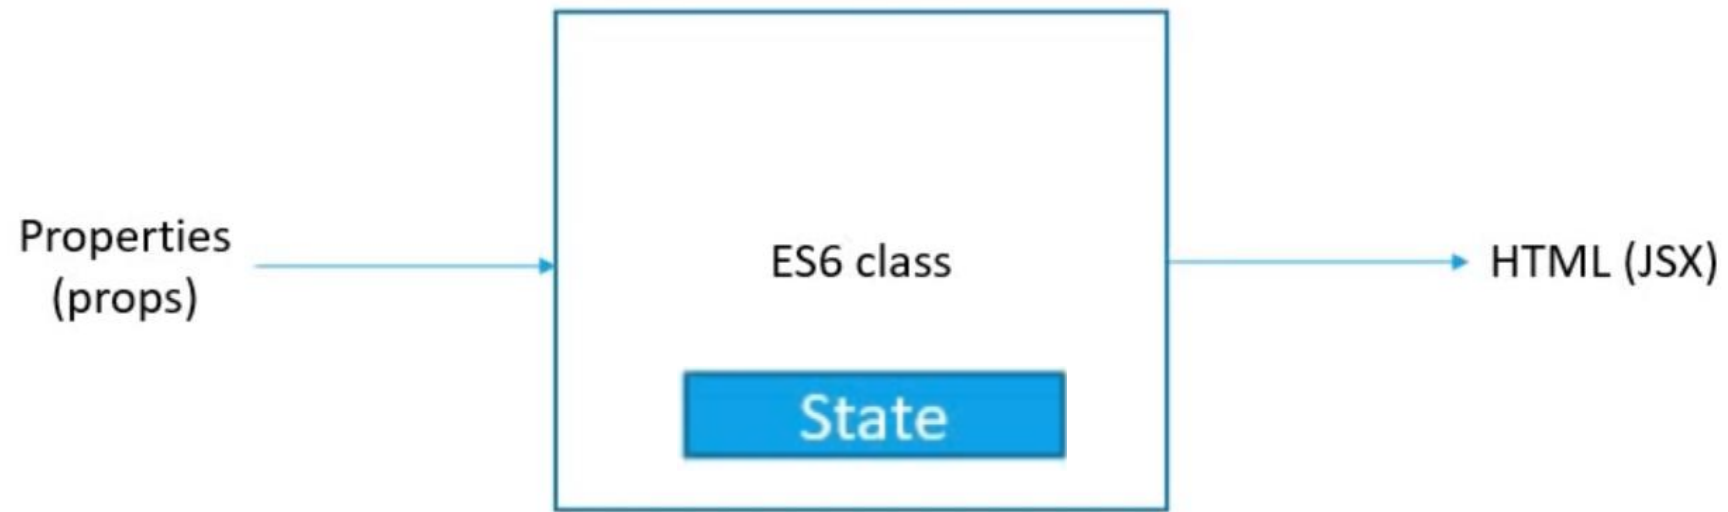 Properties
(props)
ES6 class
State
HTML (JSX)